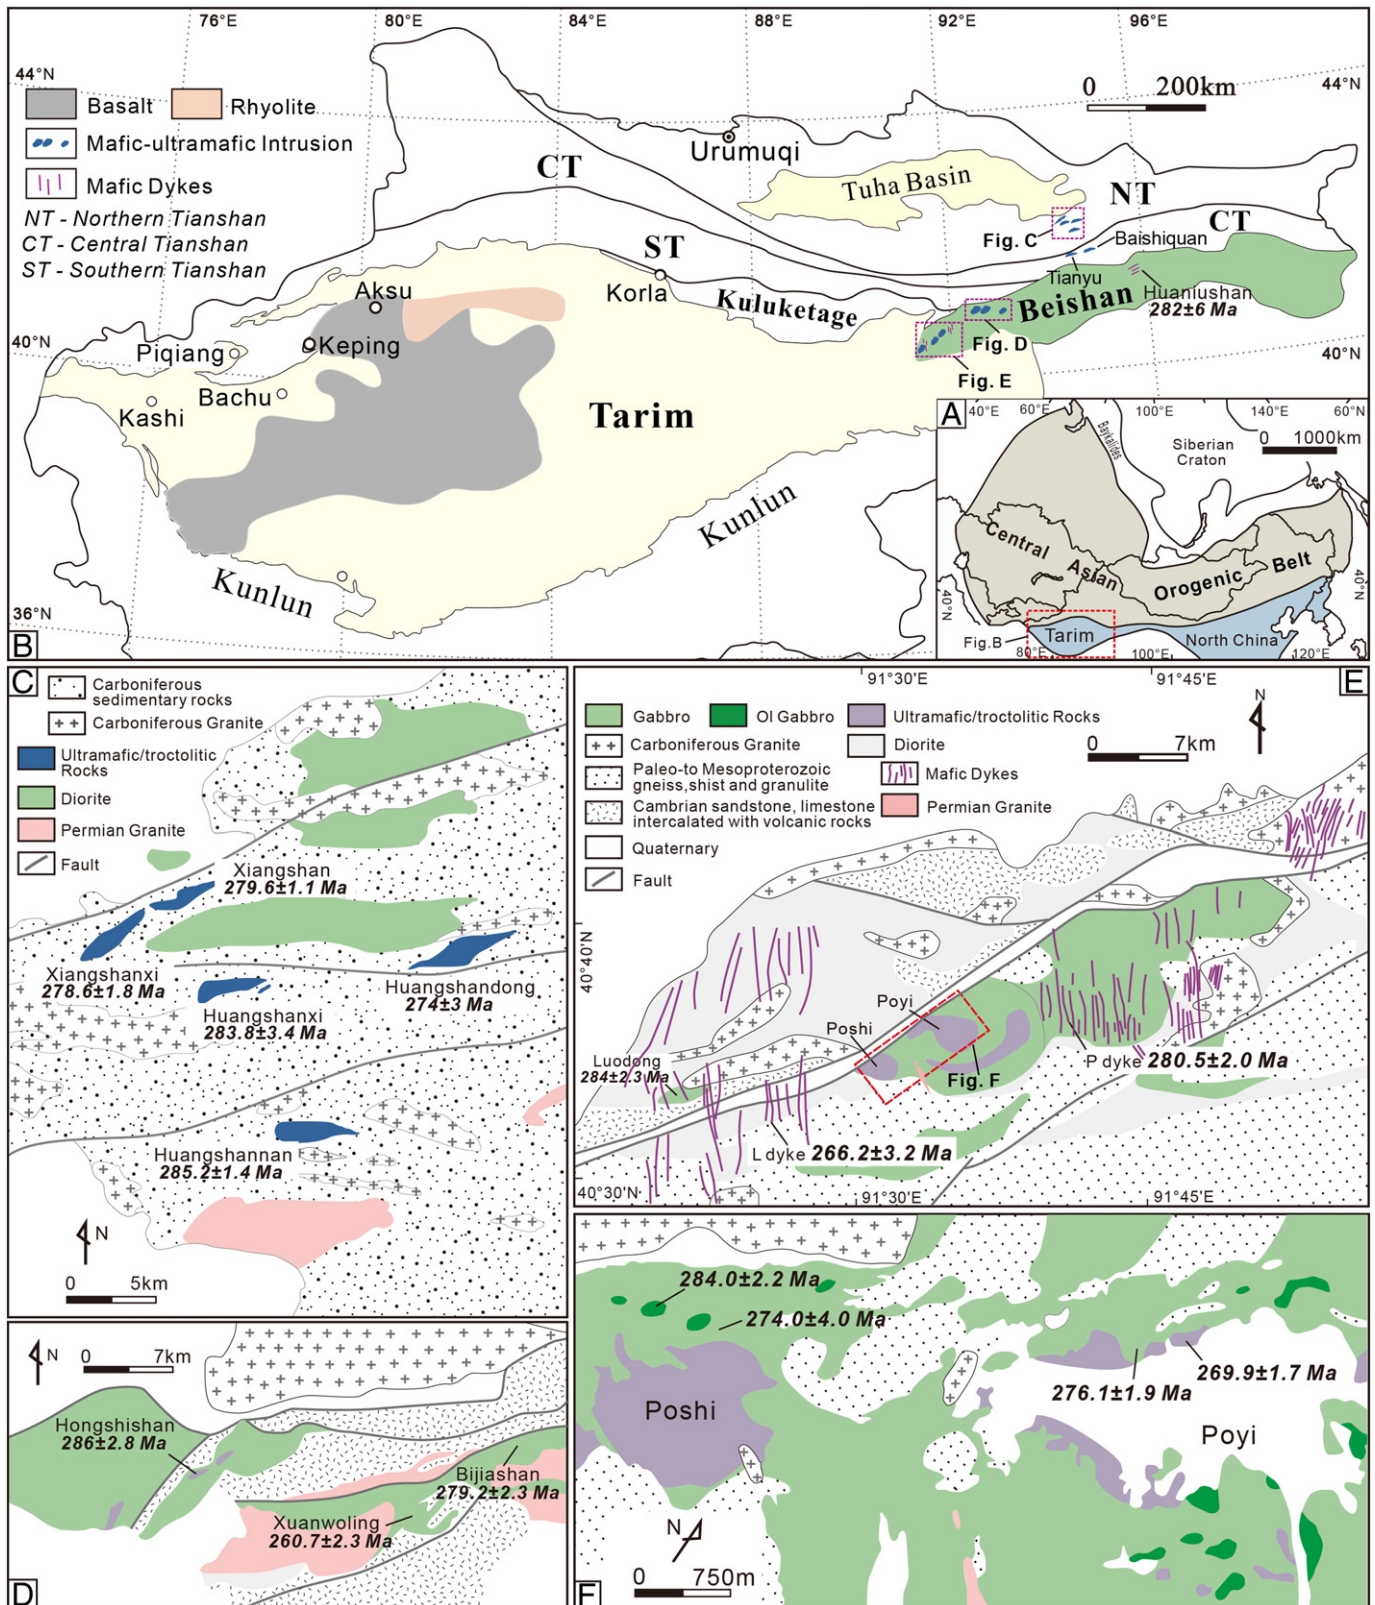 76°E
80°E
84°E
88°E
92°E
96°E
44°N
44°N
0 200km
Basalt
Rhyolite
Mafic-ultramafic Intrusion
Mafic Dykes
NT - Northern Tianshan
CT - Central Tianshan
ST - Southern Tianshan
Urumuqi
CT
Tuha Basin
NT
CT
Fig. C
Baishiquan
ST
Tianyu
Korla
Kuluketage
Beishan
Huaniushan
282±6 Ma
Aksu
40°N
Piqiang
Keping
Fig. D
40°N
Bachu
Fig. E
Kashi
Tarim
Kunlun
Kunlun
36°N
B
A
40°E
60°E
100°E
140°E
60°N
Baykalides
Siberian
Craton
0 1000km
Central
Asian
Orogenic
Belt
40°N
40°N
Fig.B
Tarim
North China
80°E
100°E
120°E
C
Carboniferous
sedimentary rocks
Carboniferous Granite
Ultramafic/troctolitic
Rocks
Diorite
Permian Granite
Fault
Xiangshan
279.6±1.1 Ma
Xiangshanxi
278.6±1.8 Ma
Huangshandong
274±3 Ma
Huangshanxi
283.8±3.4 Ma
Huangshannan
285.2±1.4 Ma
N
0 5km
E
91°30'E
91°45'E
Gabbro
Ol Gabbro
Ultramafic/troctolitic Rocks
N
Carboniferous Granite
Diorite
0 7km
Paleo-to Mesoproterozoic
gneiss,shist and granulite
Mafic Dykes
Cambrian sandstone, limestone
intercalated with volcanic rocks
Permian Granite
Quaternary
Fault
40°40'N
Poyi
Poshi
Luodong
284±2.3 Ma
P dyke 280.5±2.0 Ma
Fig. F
L dyke 266.2±3.2 Ma
40°30'N
91°30'E
91°45'E
N
0 7km
Hongshishan
286±2.8 Ma
Bijiashan
279.2±2.3 Ma
Xuanwoling
260.7±2.3 Ma
D
284.0±2.2 Ma
274.0±4.0 Ma
269.9±1.7 Ma
276.1±1.9 Ma
Poshi
Poyi
N
0 750m
F